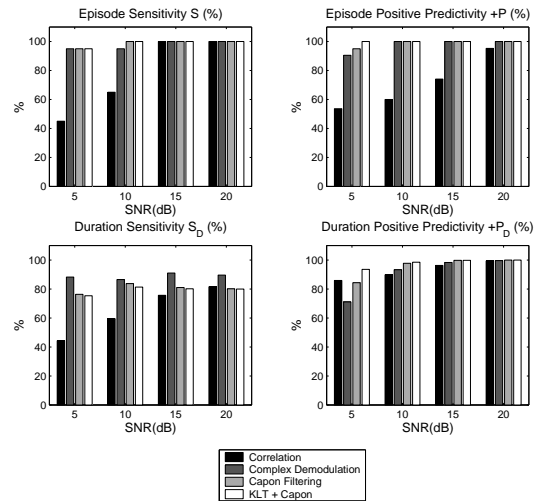 Episode Sensitivity S (%)
100
80
60
40
20
0
%
5 10 15 20
SNR(dB)
Episode Positive Predictivity +P (%)
100
80
60
40
20
0
%
5 10 15 20
SNR(dB)
Duration Sensitivity S_D (%)
100
80
60
40
20
0
%
5 10 15 20
SNR(dB)
Duration Positive Predictivity +P_D (%)
100
80
60
40
20
0
%
5 10 15 20
SNR(dB)
Correlation
Complex Demodulation
Capon Filtering
KLT + Capon